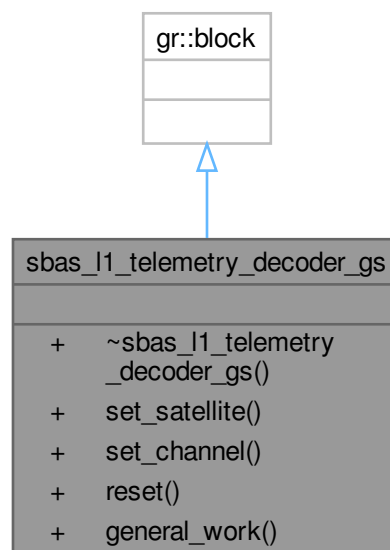 gr::block
sbas_l1_telemetry_decoder_gs
+ ~sbas_l1_telemetry
_decoder_gs()
+ set_satellite()
+ set_channel()
+ reset()
+ general_work()